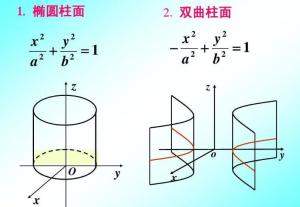 1. 椭圆柱面
x²/a² + y²/b² = 1
z
O
y
x
2. 双曲柱面
-x²/a² + y²/b² = 1
z
o
y
x